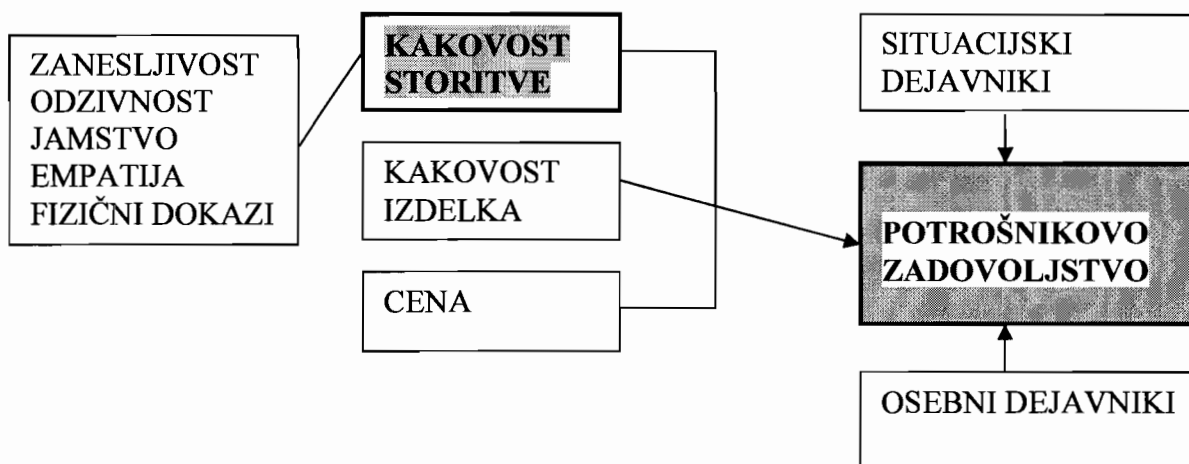 ZANESLJIVOST
ODZIVNOST
JAMSTVO
EMPATIJA
FIZIČNI DOKAZI
KAKOVOST
STORITVE
KAKOVOST
IZDELKA
CENA
SITUACIJSKI
DEJAVNIKI
POTROŠNIKOVO
ZADOVOLJSTVO
OSEBNI DEJAVNIKI